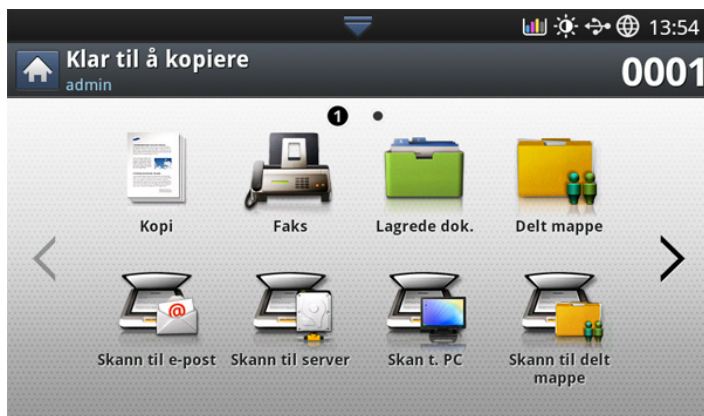 13:54
Klar til å kopiere
admin
0001
1
Kopi
Faks
Lagrede dok.
Delt mappe
@
Skann til e-post
Skann til server
Skan t. PC
Skann til delt
mappe